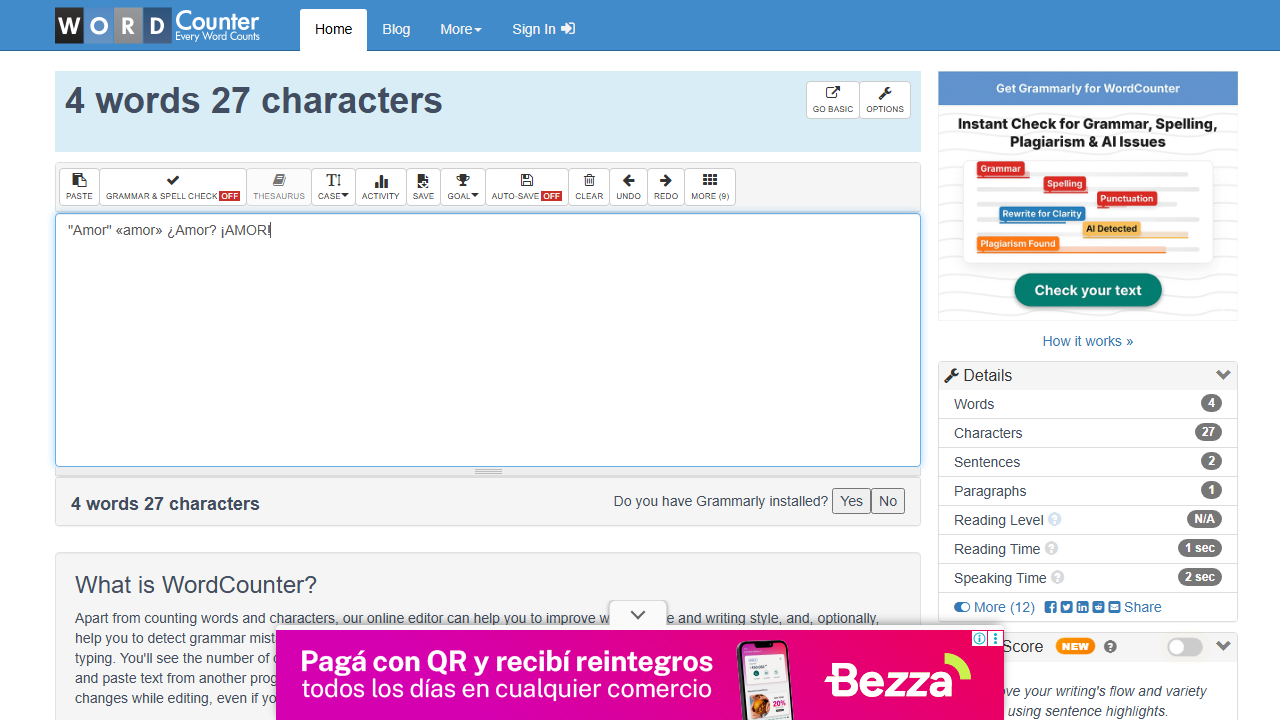 WORD Counter
Every Word Counts
Home
Blog
More
Sign In
4 words 27 characters
GO BASIC
OPTIONS
PASTE
GRAMMAR & SPELL CHECK OFF
THESAURUS
CASE
ACTIVITY
SAVE
GOAL
AUTO-SAVE OFF
CLEAR
UNDO
REDO
MORE (9)
"Amor" «amor» ¿Amor? ¡AMOR!
4 words 27 characters
Do you have Grammarly installed? Yes No
What is WordCounter?
Apart from counting words and characters, our online editor can help you to improve w e and writing style, and, optionally,
help you to detect grammar mist
typing. You'll see the number of c
and paste text from another prog
changes while editing, even if yo
Pagá con QR y recibí reintegros
todos los días en cualquier comercio
20%
Bezza
Get Grammarly for WordCounter
Instant Check for Grammar, Spelling,
Plagiarism & AI Issues
Grammar
Spelling
Punctuation
Rewrite for Clarity
AI Detected
Plagiarism Found
Check your text
How it works »
Details
Words 4
Characters 27
Sentences 2
Paragraphs 1
Reading Level ? N/A
Reading Time ? 1 sec
Speaking Time ? 2 sec
More (12) Share
Score NEW ?
ove your writing's flow and variety
using sentence highlights.